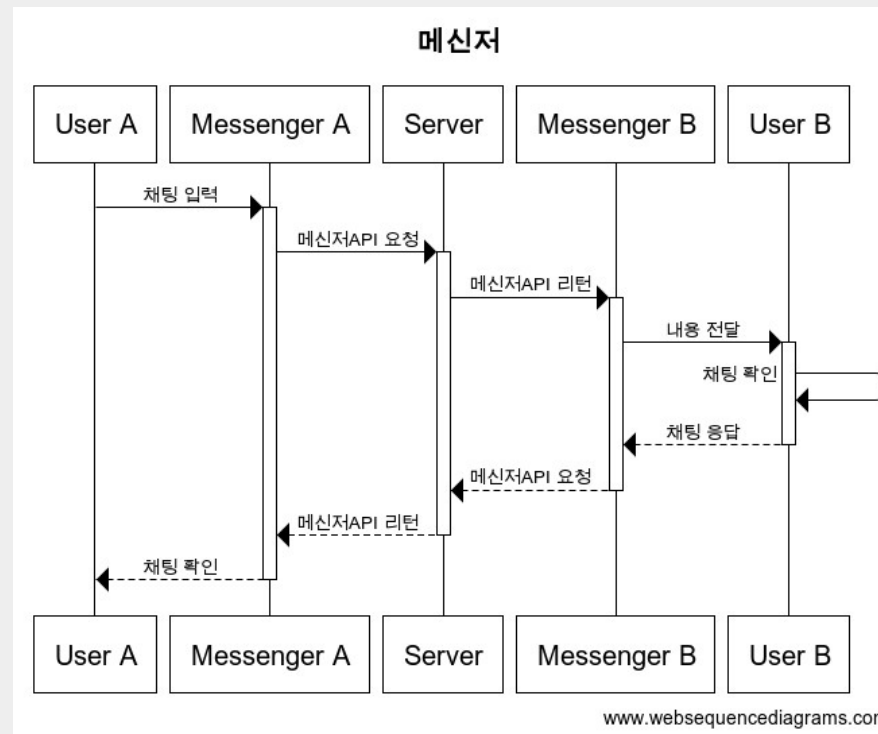 메신저
User A
Messenger A
Server
Messenger B
User B
채팅 입력
메신저API 요청
메신저API 리턴
내용 전달
채팅 확인
채팅 응답
메신저API 요청
메신저API 리턴
채팅 확인
User A
Messenger A
Server
Messenger B
User B
www.websequencediagrams.com